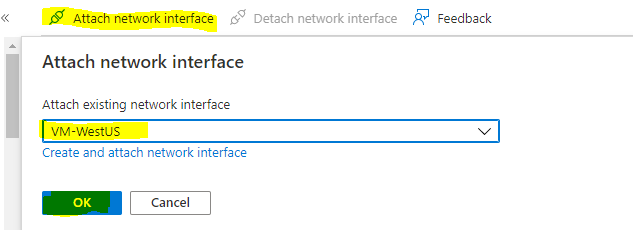 Attach network interface Detach network interface Feedback
Attach network interface
Attach existing network interface
VM-WestUS
Create and attach network interface
OK Cancel